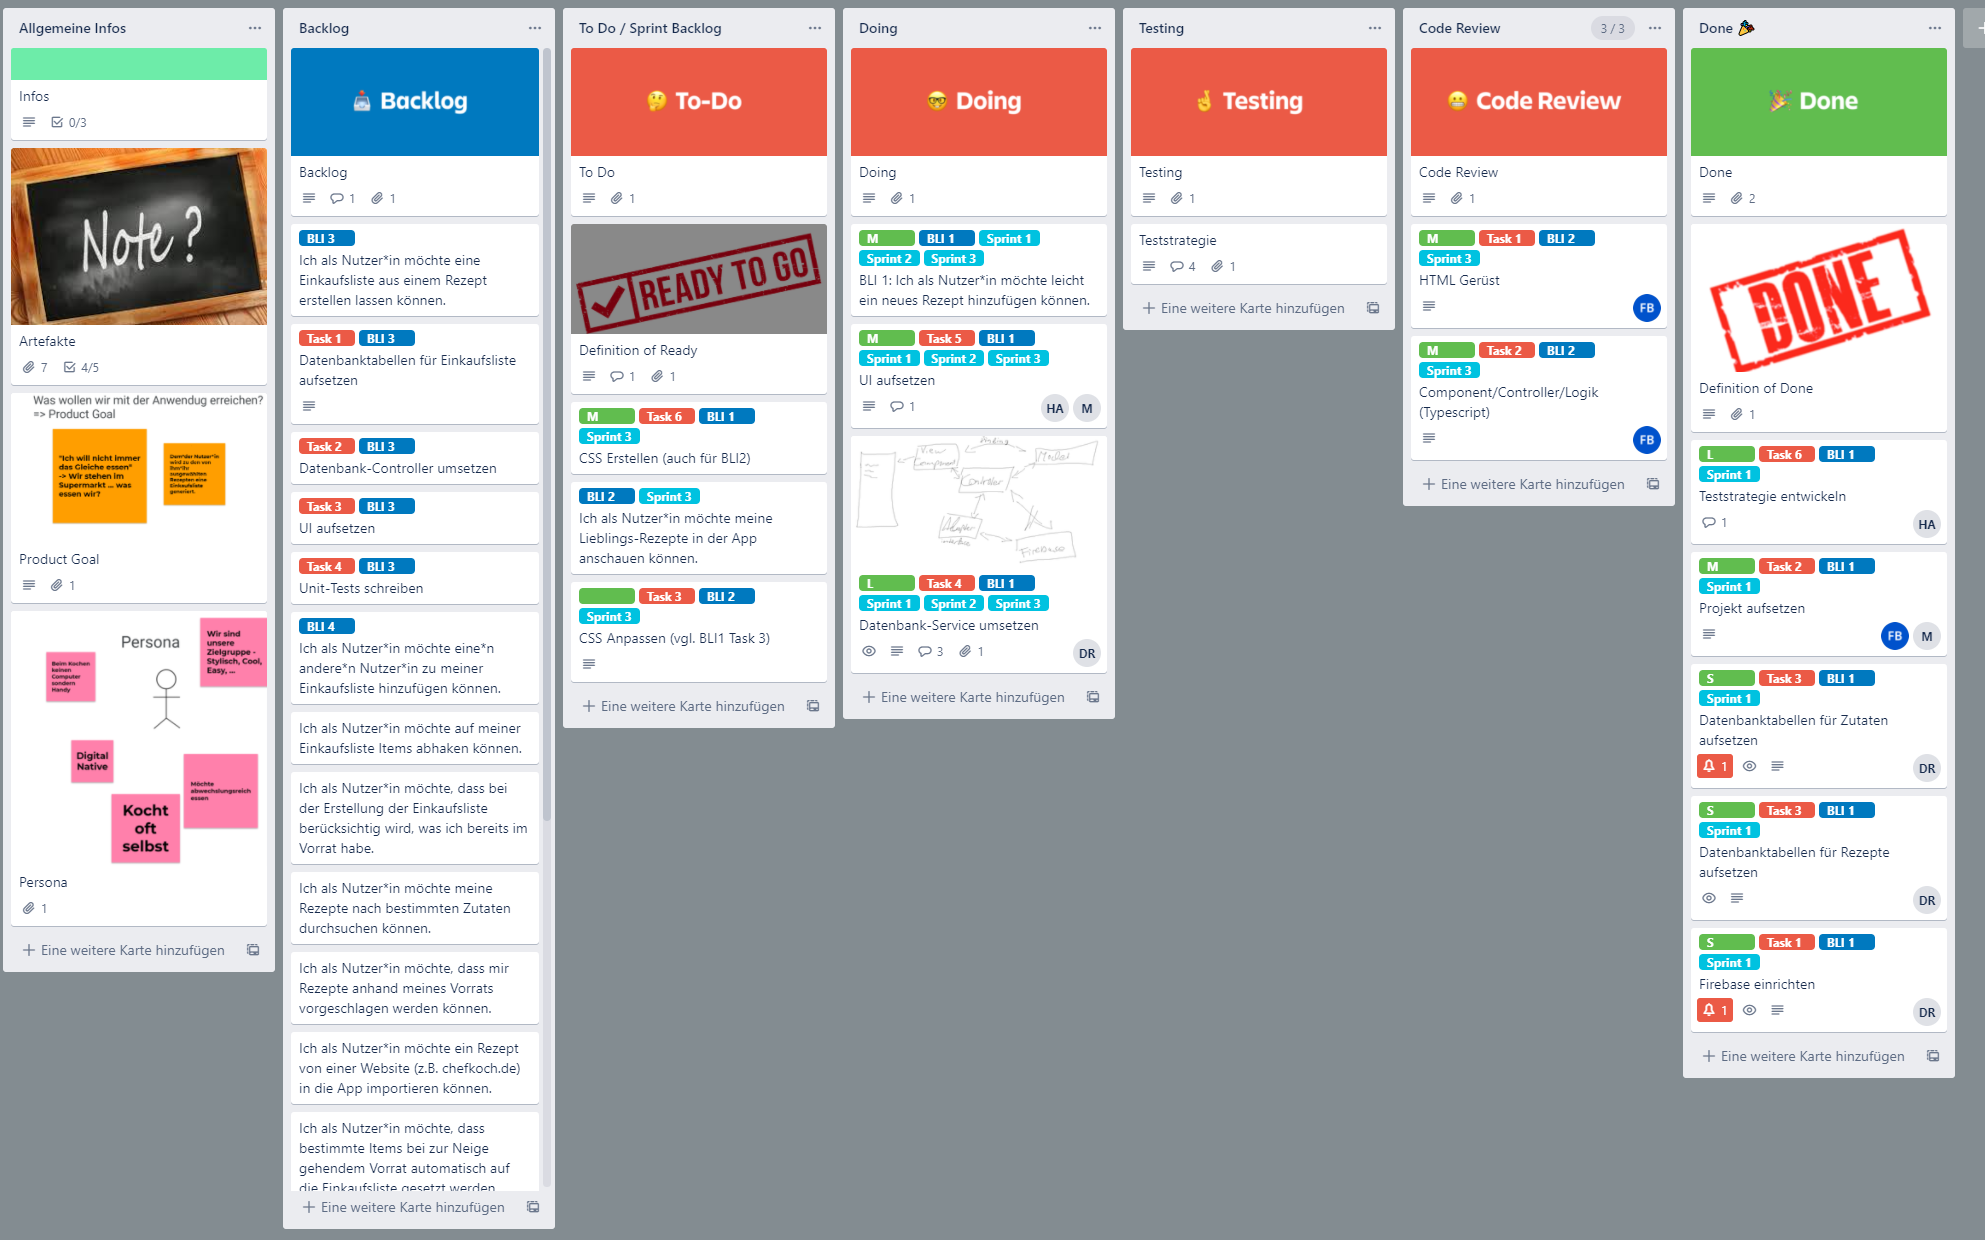 Allgemeine Infos
Infos
0/3
Note ?
Artefakte
7
4/5
Was wollen wir mit der Anwendug erreichen?
=> Product Goal
"Ich will nicht immer
das Gleiche essen"
-> Wir stehen im
Supermarkt ... was
essen wir?
Dem*der Nutzer*in
wird zu den von
ausgewählten
Rezepten eine
Einkaufsliste
generiert.
Product Goal
1
Persona
Wir sind
unsere
Zielgruppe -
Stylisch, Cool,
Easy, ...
Beim Kochen
keinen
Computer
sondern
Handy
Digital
Native
Möchte
abwechslungsreich
essen
Kocht
oft
selbst
Persona
1
Eine weitere Karte hinzufügen
Backlog
Backlog
Backlog
1 1
BLI 3
Ich als Nutzer*in möchte eine
Einkaufsliste aus einem Rezept
erstellen lassen können.
Task 1 BLI 3
Datenbanktabellen für Einkaufsliste
aufsetzen
Task 2 BLI 3
Datenbank-Controller umsetzen
Task 3 BLI 3
UI aufsetzen
Task 4 BLI 3
Unit-Tests schreiben
BLI 4
Ich als Nutzer*in möchte eine*n
andere*n Nutzer*in zu meiner
Einkaufsliste hinzufügen können.
Ich als Nutzer*in möchte auf meiner
Einkaufsliste Items abhaken können.
Ich als Nutzer*in möchte, dass bei
der Erstellung der Einkaufsliste
berücksichtig wird, was ich bereits im
Vorrat habe.
Ich als Nutzer*in möchte meine
Rezepte nach bestimmten Zutaten
durchsuchen können.
Ich als Nutzer*in möchte, dass mir
Rezepte anhand meines Vorrats
vorgeschlagen werden können.
Ich als Nutzer*in möchte ein Rezept
von einer Website (z.B. chefkoch.de)
in die App importieren können.
Ich als Nutzer*in möchte, dass
bestimmte Items bei zur Neige
gehendem Vorrat automatisch auf
die Einkaufsliste gesetzt werden
Eine weitere Karte hinzufügen
To Do / Sprint Backlog
To-Do
To Do
1
READY TO GO
Definition of Ready
1 1
M Task 6 BLI 1
Sprint 3
CSS Erstellen (auch für BLI2)
BLI 2 Sprint 3
Ich als Nutzer*in möchte meine
Lieblings-Rezepte in der App
anschauen können.
Task 3 BLI 2
Sprint 3
CSS Anpassen (vgl. BLI1 Task 3)
Eine weitere Karte hinzufügen
Doing
Doing
Doing
1
M BLI 1 Sprint 1
Sprint 2 Sprint 3
BLI 1: Ich als Nutzer*in möchte leicht
ein neues Rezept hinzufügen können.
M Task 5 BLI 1
Sprint 1 Sprint 2 Sprint 3
UI aufsetzen
1 HA M
View
Controller
Adapter
Interface
Firebase
L Task 4 BLI 1
Sprint 1 Sprint 2 Sprint 3
Datenbank-Service umsetzen
3 1 DR
Eine weitere Karte hinzufügen
Testing
Testing
Testing
1
Teststrategie
4 1
Eine weitere Karte hinzufügen
Code Review 3 / 3
Code Review
Code Review
1
M Task 1 BLI 2
Sprint 3
HTML Gerüst
FB
M Task 2 BLI 2
Sprint 3
Component/Controller/Logik
(Typescript)
FB
Eine weitere Karte hinzufügen
Done
Done
Done
2
DONE
Definition of Done
1
L Task 6 BLI 1
Sprint 1
Teststrategie entwickeln
1 HA
M Task 2 BLI 1
Sprint 1
Projekt aufsetzen
FB M
S Task 3 BLI 1
Sprint 1
Datenbanktabellen für Zutaten
aufsetzen
1 DR
S Task 3 BLI 1
Sprint 1
Datenbanktabellen für Rezepte
aufsetzen
DR
S Task 1 BLI 1
Sprint 1
Firebase einrichten
1 DR
Eine weitere Karte hinzufügen